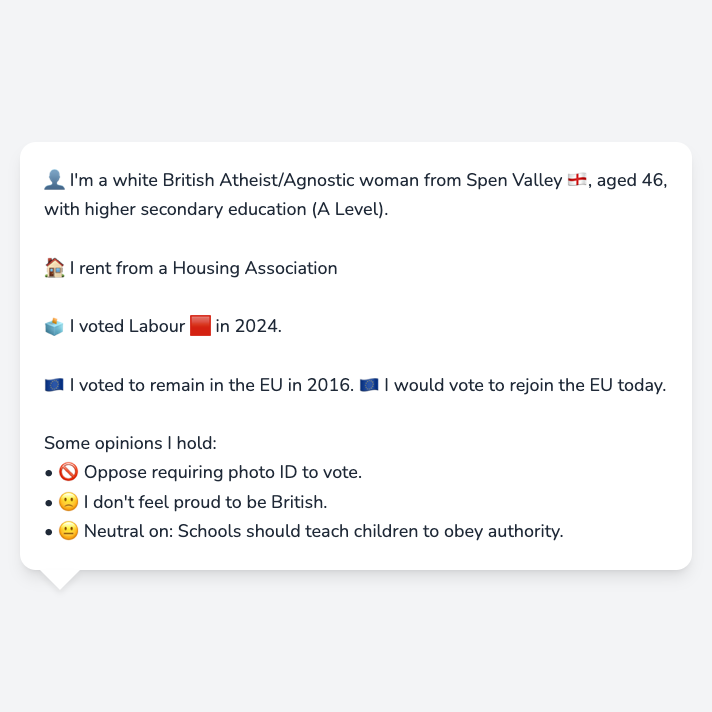 👤 I'm a white British Atheist/Agnostic woman from Spen Valley 🏴󠁧󠁢󠁥󠁮󠁧󠁿, aged 46,
with higher secondary education (A Level).
🏠 I rent from a Housing Association
🗳️ I voted Labour 🟥 in 2024.
🇪🇺 I voted to remain in the EU in 2016. 🇪🇺 I would vote to rejoin the EU today.
Some opinions I hold:
• 🚫 Oppose requiring photo ID to vote.
• 🙁 I don't feel proud to be British.
• 😐 Neutral on: Schools should teach children to obey authority.